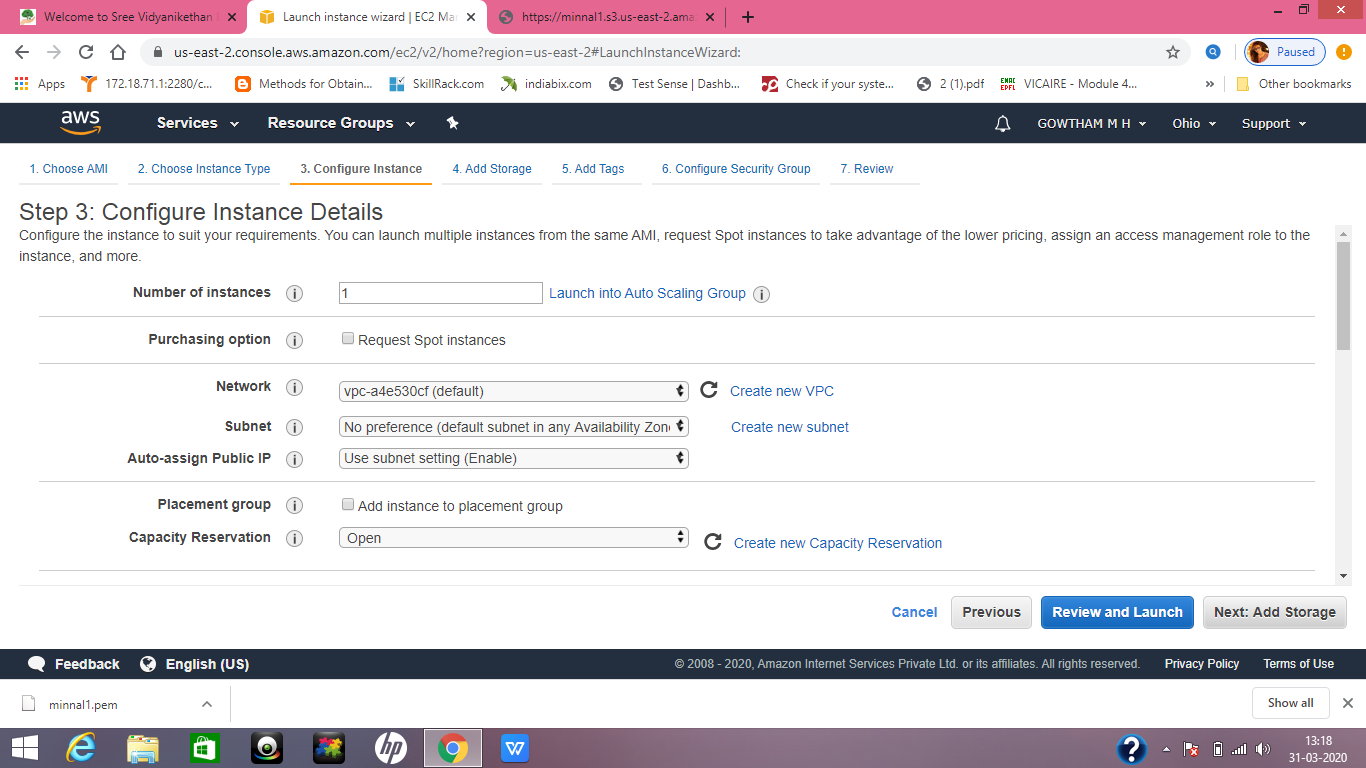 Welcome to Sree Vidyanikethan
Launch instance wizard | EC2 Ma
https://minnal1.s3.us-east-2.ama
us-east-2.console.aws.amazon.com/ec2/v2/home?region=us-east-2#LaunchInstanceWizard:
Paused
Apps
172.18.71.1:2280/c...
Methods for Obtain...
SkillRack.com
indiabix.com
Test Sense | Dashb...
Check if your syste...
2 (1).pdf
VICAIRE - Module 4...
»
Other bookmarks
aws
Services
Resource Groups
GOWTHAM M H
Ohio
Support
1. Choose AMI
2. Choose Instance Type
3. Configure Instance
4. Add Storage
5. Add Tags
6. Configure Security Group
7. Review
Step 3: Configure Instance Details
Configure the instance to suit your requirements. You can launch multiple instances from the same AMI, request Spot instances to take advantage of the lower pricing, assign an access management role to the
instance, and more.
Number of instances
1
Launch into Auto Scaling Group
Purchasing option
Request Spot instances
Network
vpc-a4e530cf (default)
Create new VPC
Subnet
No preference (default subnet in any Availability Zon
Create new subnet
Auto-assign Public IP
Use subnet setting (Enable)
Placement group
Add instance to placement group
Capacity Reservation
Open
Create new Capacity Reservation
Cancel
Previous
Review and Launch
Next: Add Storage
Feedback
English (US)
© 2008 - 2020, Amazon Internet Services Private Ltd. or its affiliates. All rights reserved.
Privacy Policy
Terms of Use
minnal1.pem
Show all
hp
W
?
13:18
31-03-2020